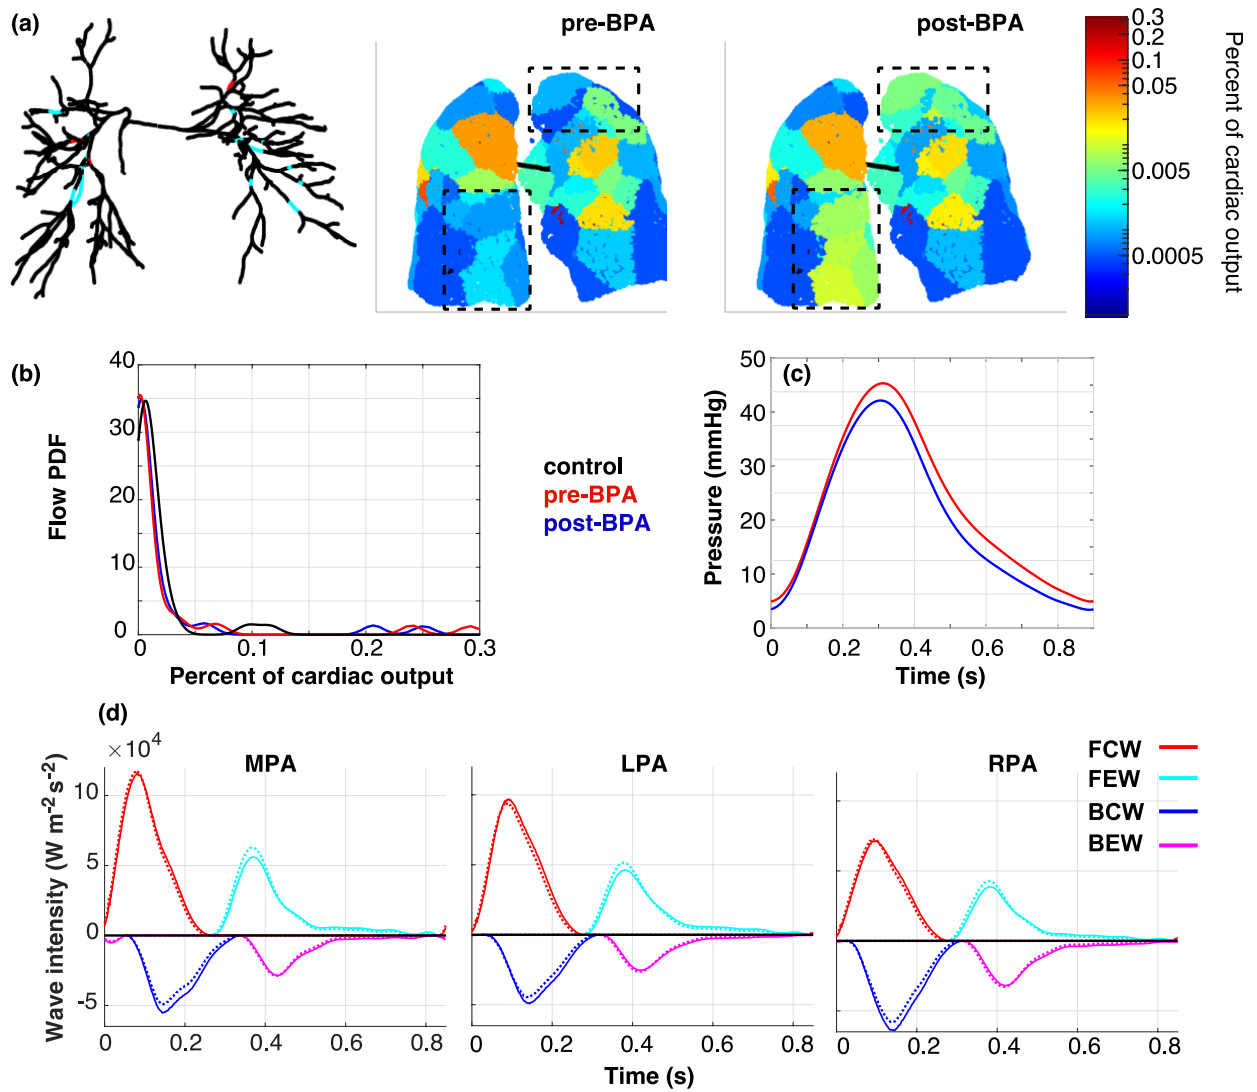 (a)
pre-BPA
post-BPA
0.3
0.2
0.05
0.005
0.0005
Percent of cardiac output
(b)
40
30
20
10
0
Flow PDF
0 0.1 0.2 0.3
Percent of cardiac output
control
pre-BPA
post-BPA
(c)
50
40
30
20
10
0
Pressure (mmHg)
0 0.2 0.4 0.6 0.8
Time (s)
(d)
×10⁴
MPA
LPA
RPA
10
5
0
-5
Wave intensity (W m⁻² s⁻²)
0 0.2 0.4 0.6 0.8
0 0.2 0.4 0.6 0.8
0 0.2 0.4 0.6 0.8
Time (s)
FCW
FEW
BCW
BEW